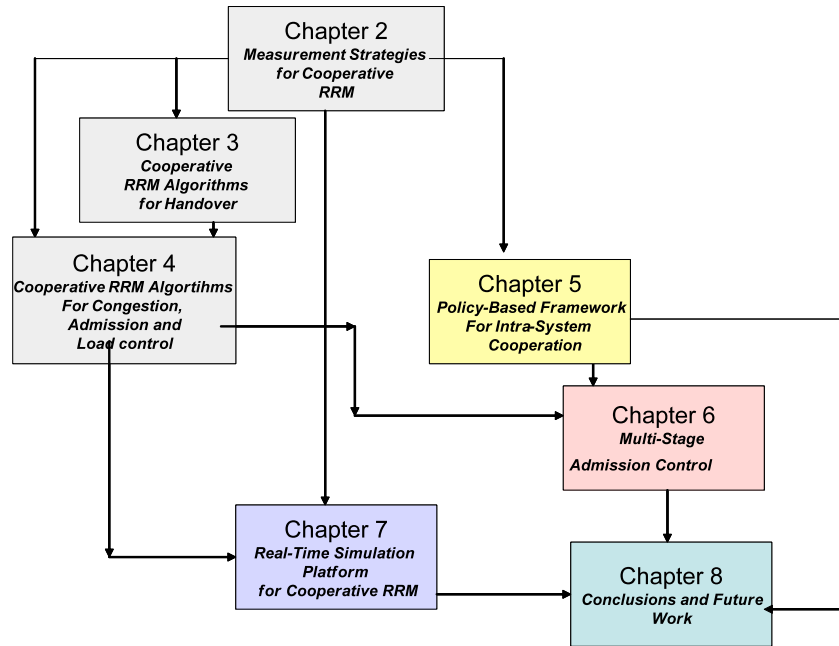 Chapter 2
Measurement Strategies
for Cooperative
RRM
Chapter 3
Cooperative
RRM Algorithms
for Handover
Chapter 4
Cooperative RRM Algortihms
For Congestion,
Admission and
Load control
Chapter 5
Policy-Based Framework
For Intra-System
Cooperation
Chapter 6
Multi-Stage
Admission Control
Chapter 7
Real-Time Simulation
Platform
for Cooperative RRM
Chapter 8
Conclusions and Future
Work